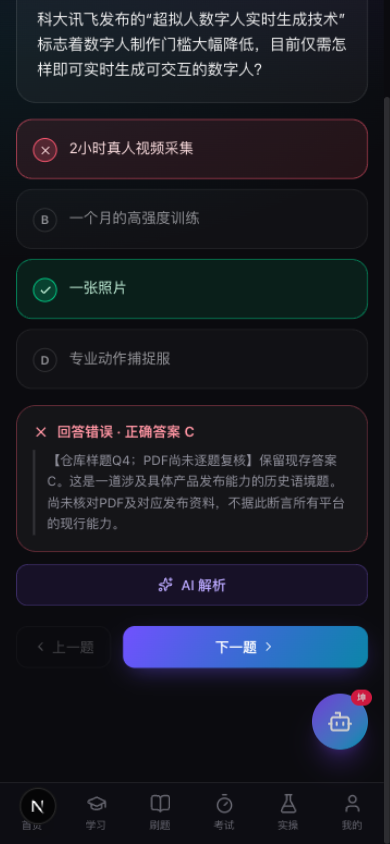 科大讯飞发布的“超拟人数字人实时生成技术”
标志着数字人制作门槛大幅降低，目前仅需怎
样即可实时生成可交互的数字人?
2小时真人视频采集
B 一个月的高强度训练
一张照片
D 专业动作捕捉服
回答错误 · 正确答案 C
【仓库样题Q4；PDF尚未逐题复核】保留现存答案
C。这是一道涉及具体产品发布能力的历史语境题。
尚未核对PDF及对应发布资料，不据此断言所有平台
的现行能力。
AI 解析
上一题 下一题
坤
N
首页 学习 刷题 考试 实操 我的